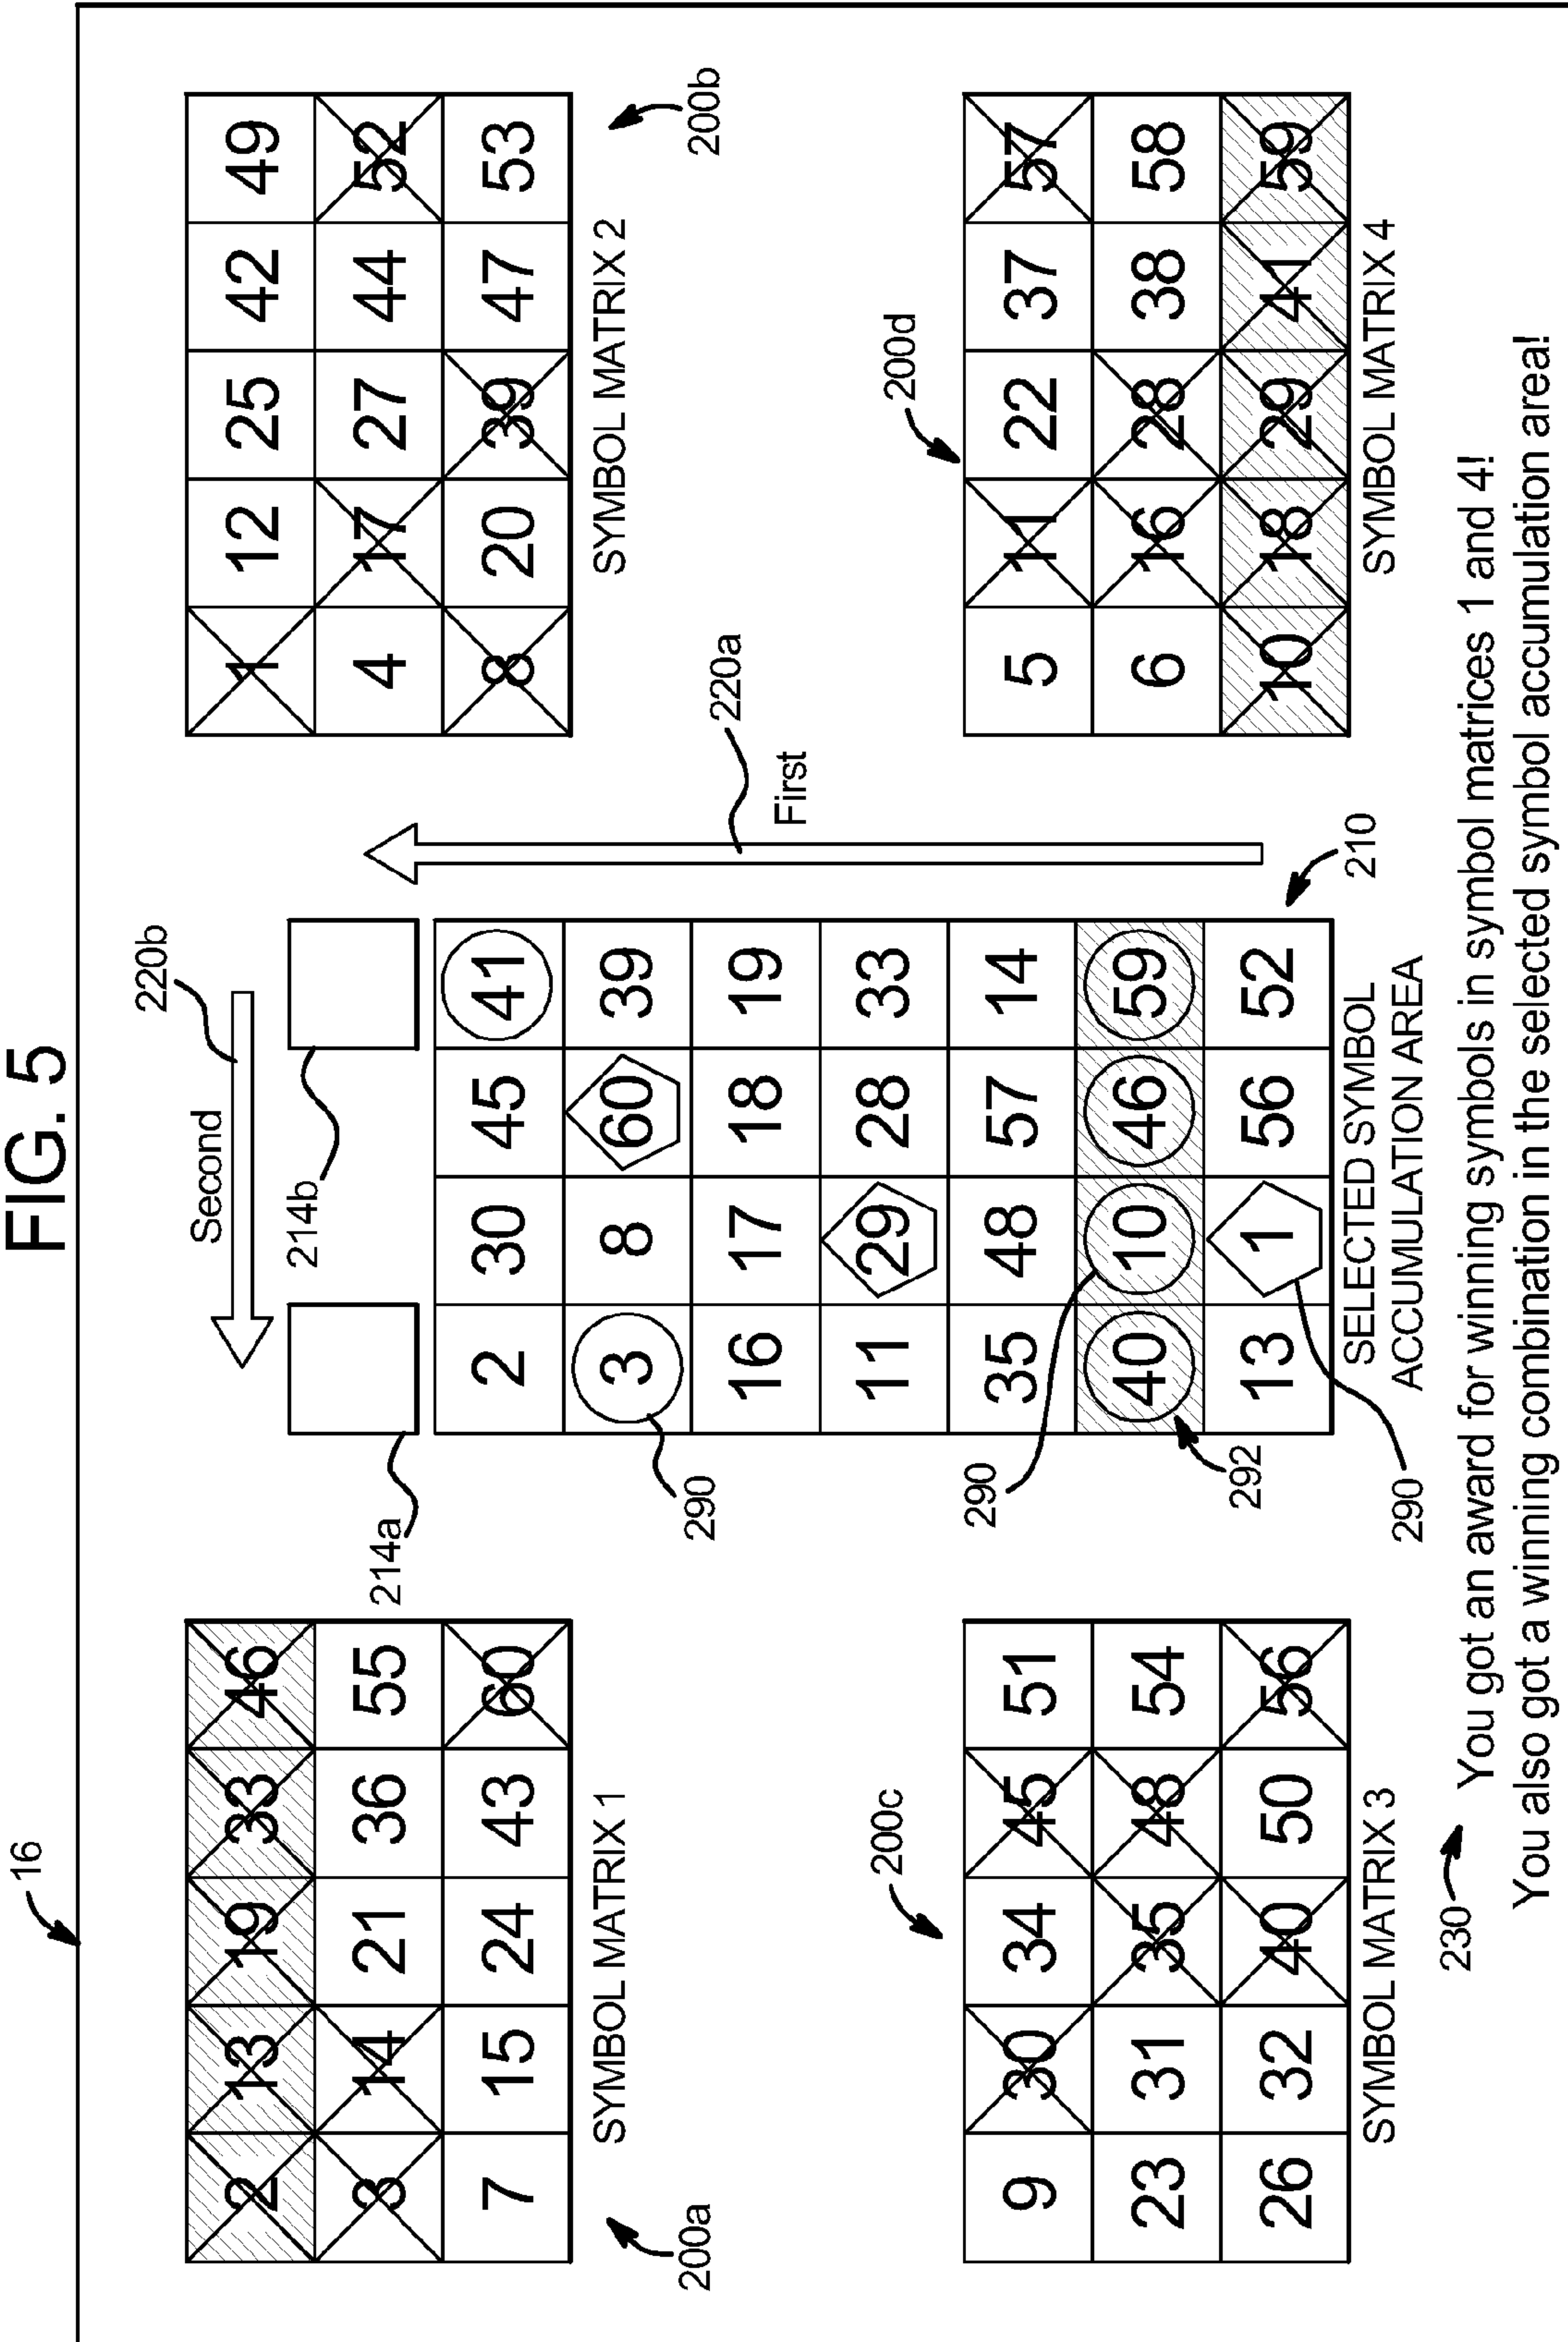 FIG. 5
16
2 13 19 33 46
3 14 21 36 55
7 15 24 43 60
SYMBOL MATRIX 1
200a
Second
220b
214a
214b
1 12 25 42 49
4 17 27 44 52
8 20 39 47 53
SYMBOL MATRIX 2
200b
2 30 45 41
3 8 60 39
16 17 18 19
11 29 28 33
35 48 57 14
40 10 46 59
13 1 56 52
SELECTED SYMBOL
ACCUMULATION AREA
290
290
292
290
210
220a
First
200c
9 30 34 45 51
23 31 35 48 54
26 32 40 50 56
SYMBOL MATRIX 3
200d
5 11 22 37 57
6 16 28 38 58
10 18 29 41 59
SYMBOL MATRIX 4
230
You got an award for winning symbols in symbol matrices 1 and 4!
You also got a winning combination in the selected symbol accumulation area!